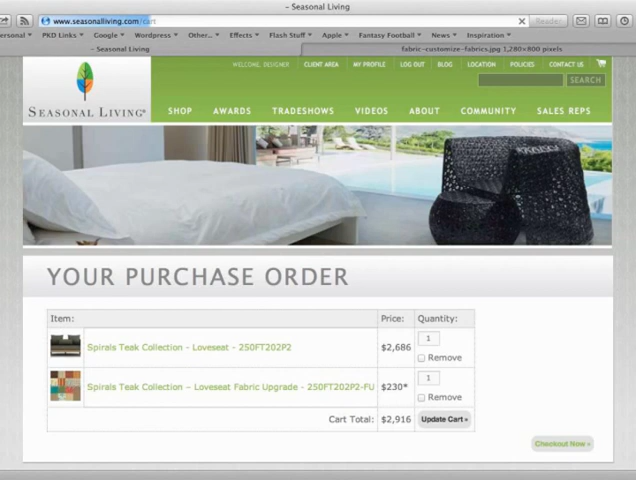 – Seasonal Living
www.seasonalliving.com/cart
Reader
ersonal PKD Links Google Wordpress Other... Effects Flash Stuff Apple Fantasy Football News Inspiration
– Seasonal Living fabric-customize-fabrics.jpg 1,280×800 pixels
WELCOME, DESIGNER CLIENT AREA MY PROFILE LOG OUT BLOG LOCATION POLICIES CONTACT US
SEARCH
SEASONAL LIVING® SHOP AWARDS TRADESHOWS VIDEOS ABOUT COMMUNITY SALES REPS
YOUR PURCHASE ORDER
Item: Price: Quantity:
Spirals Teak Collection – Loveseat – 250FT202P2 $2,686 1
Remove
Spirals Teak Collection – Loveseat Fabric Upgrade – 250FT202P2-FU $230* 1
Remove
Cart Total: $2,916 Update Cart »
Checkout Now »